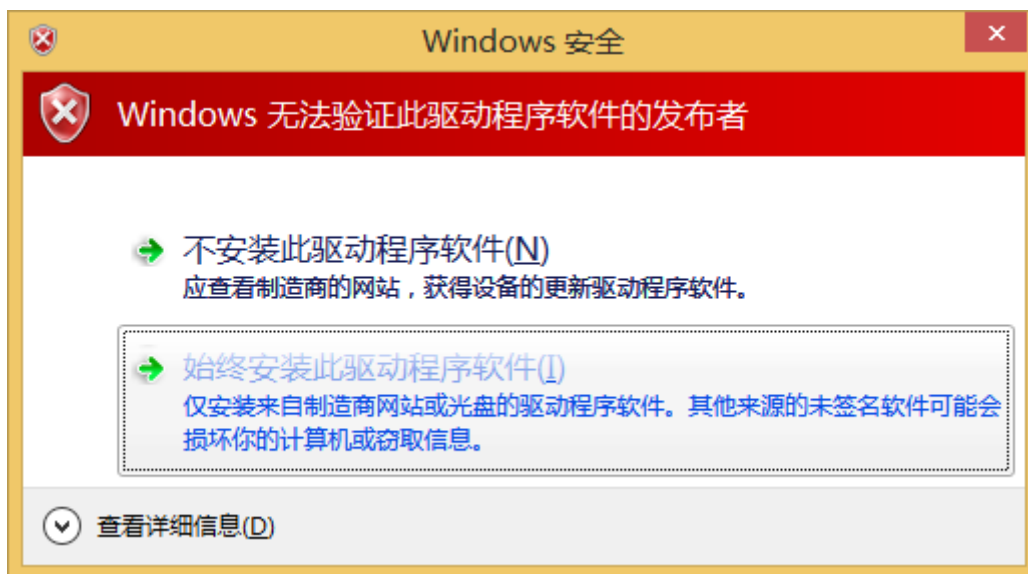 Windows 安全
Windows 无法验证此驱动程序软件的发布者
不安装此驱动程序软件(N)
应查看制造商的网站，获得设备的更新驱动程序软件。
始终安装此驱动程序软件(I)
仅安装来自制造商网站或光盘的驱动程序软件。其他来源的未签名软件可能会
损坏你的计算机或窃取信息。
查看详细信息(D)